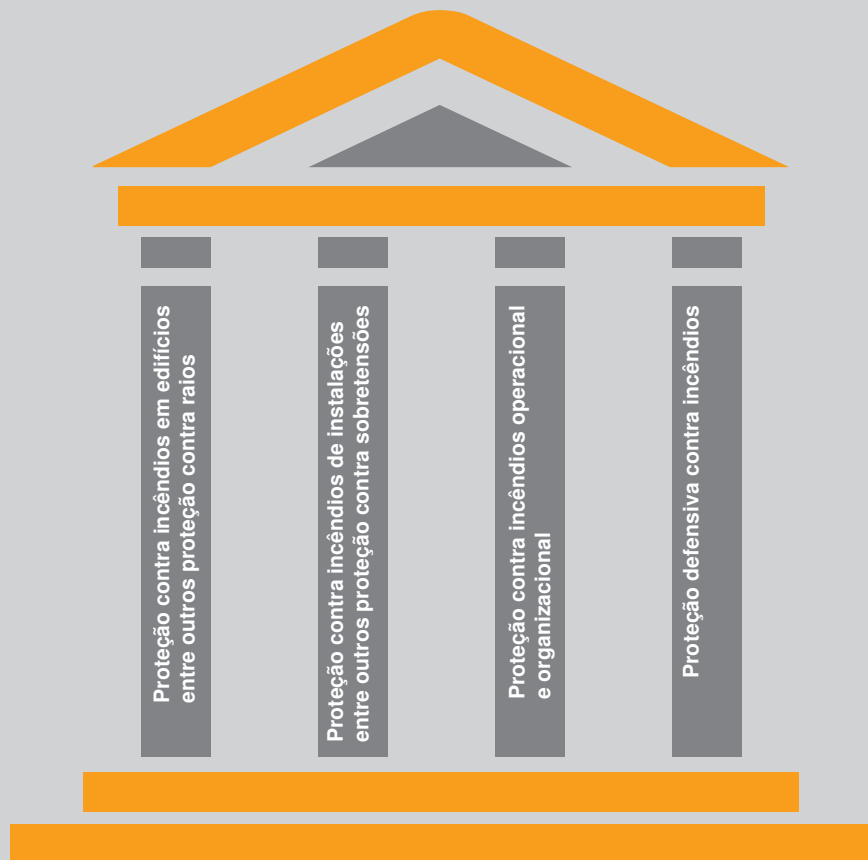 Proteção contra incêndios em edifícios
entre outros proteção contra raios
Proteção contra incêndios de instalações
entre outros proteção contra sobretensões
Proteção contra incêndios operacional
e organizacional
Proteção defensiva contra incêndios